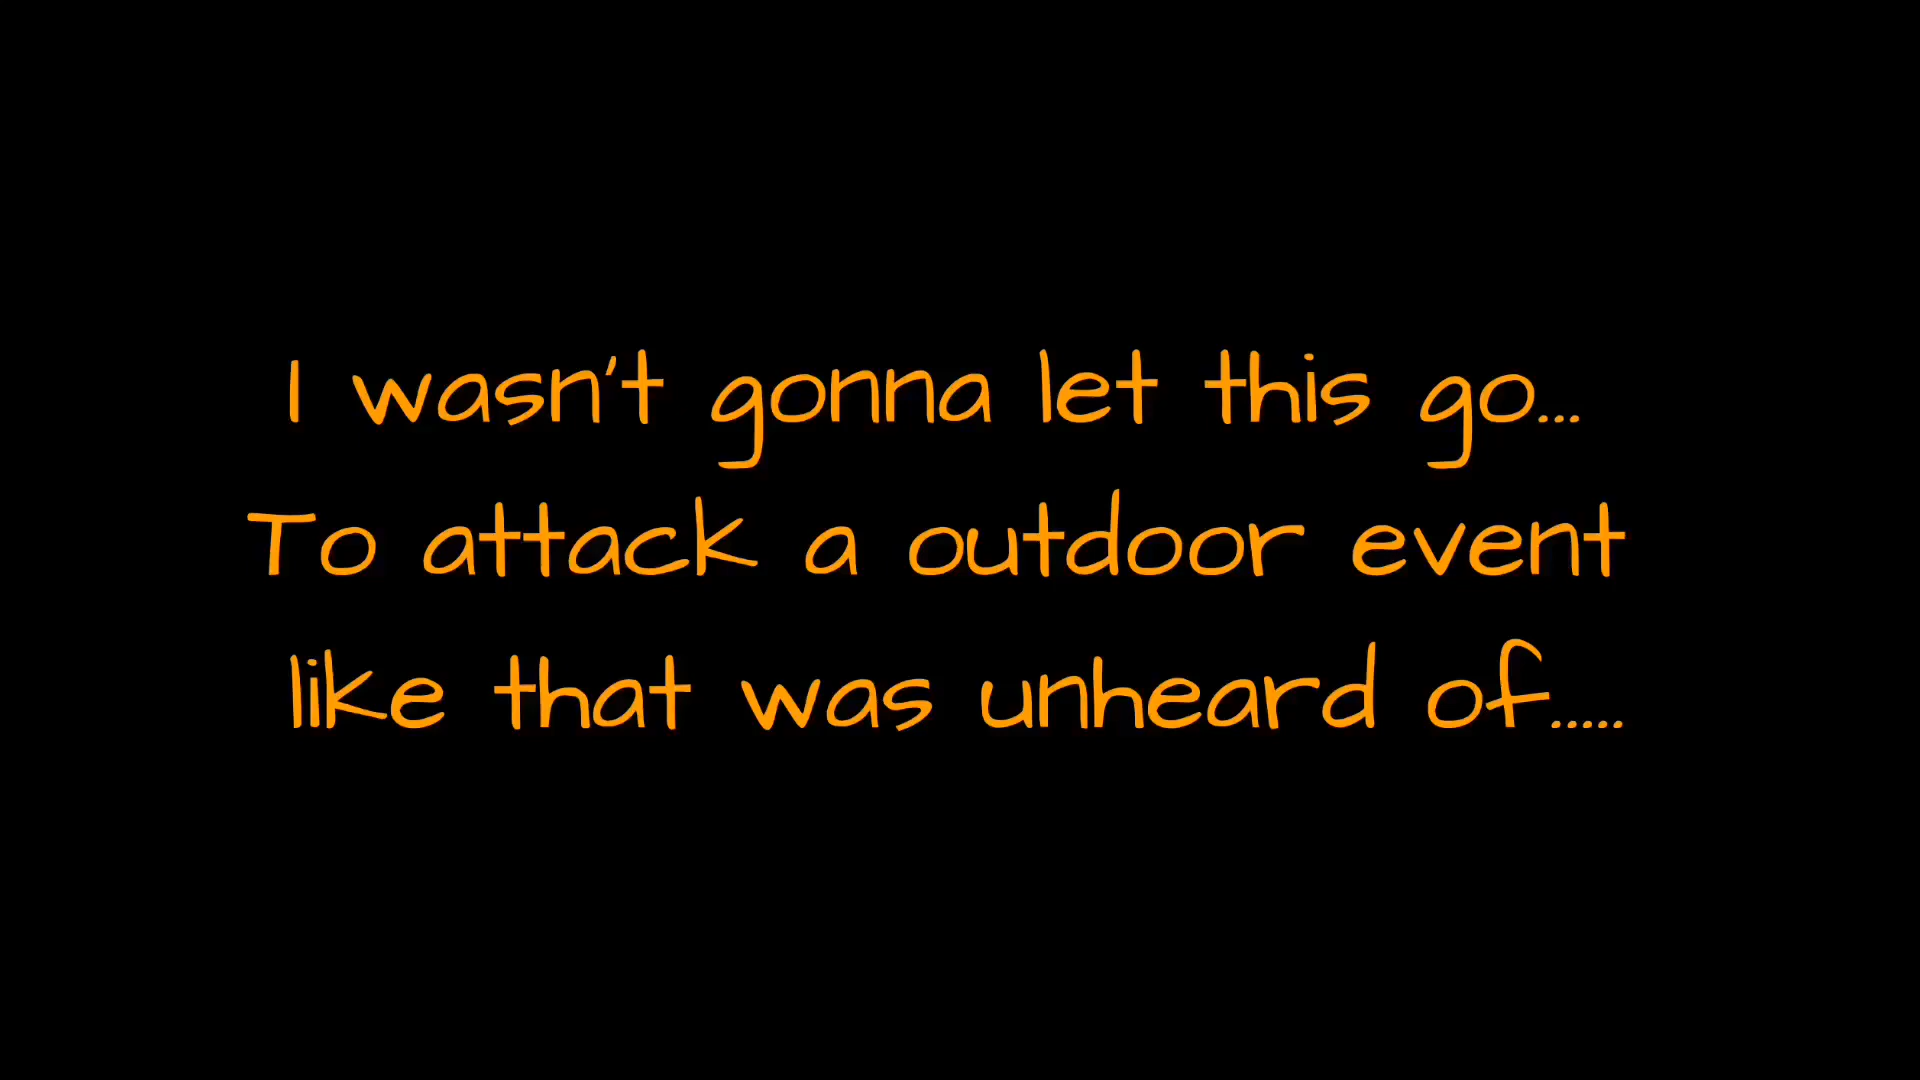 I wasn't gonna let this go...
To attack a outdoor event
like that was unheard of.....